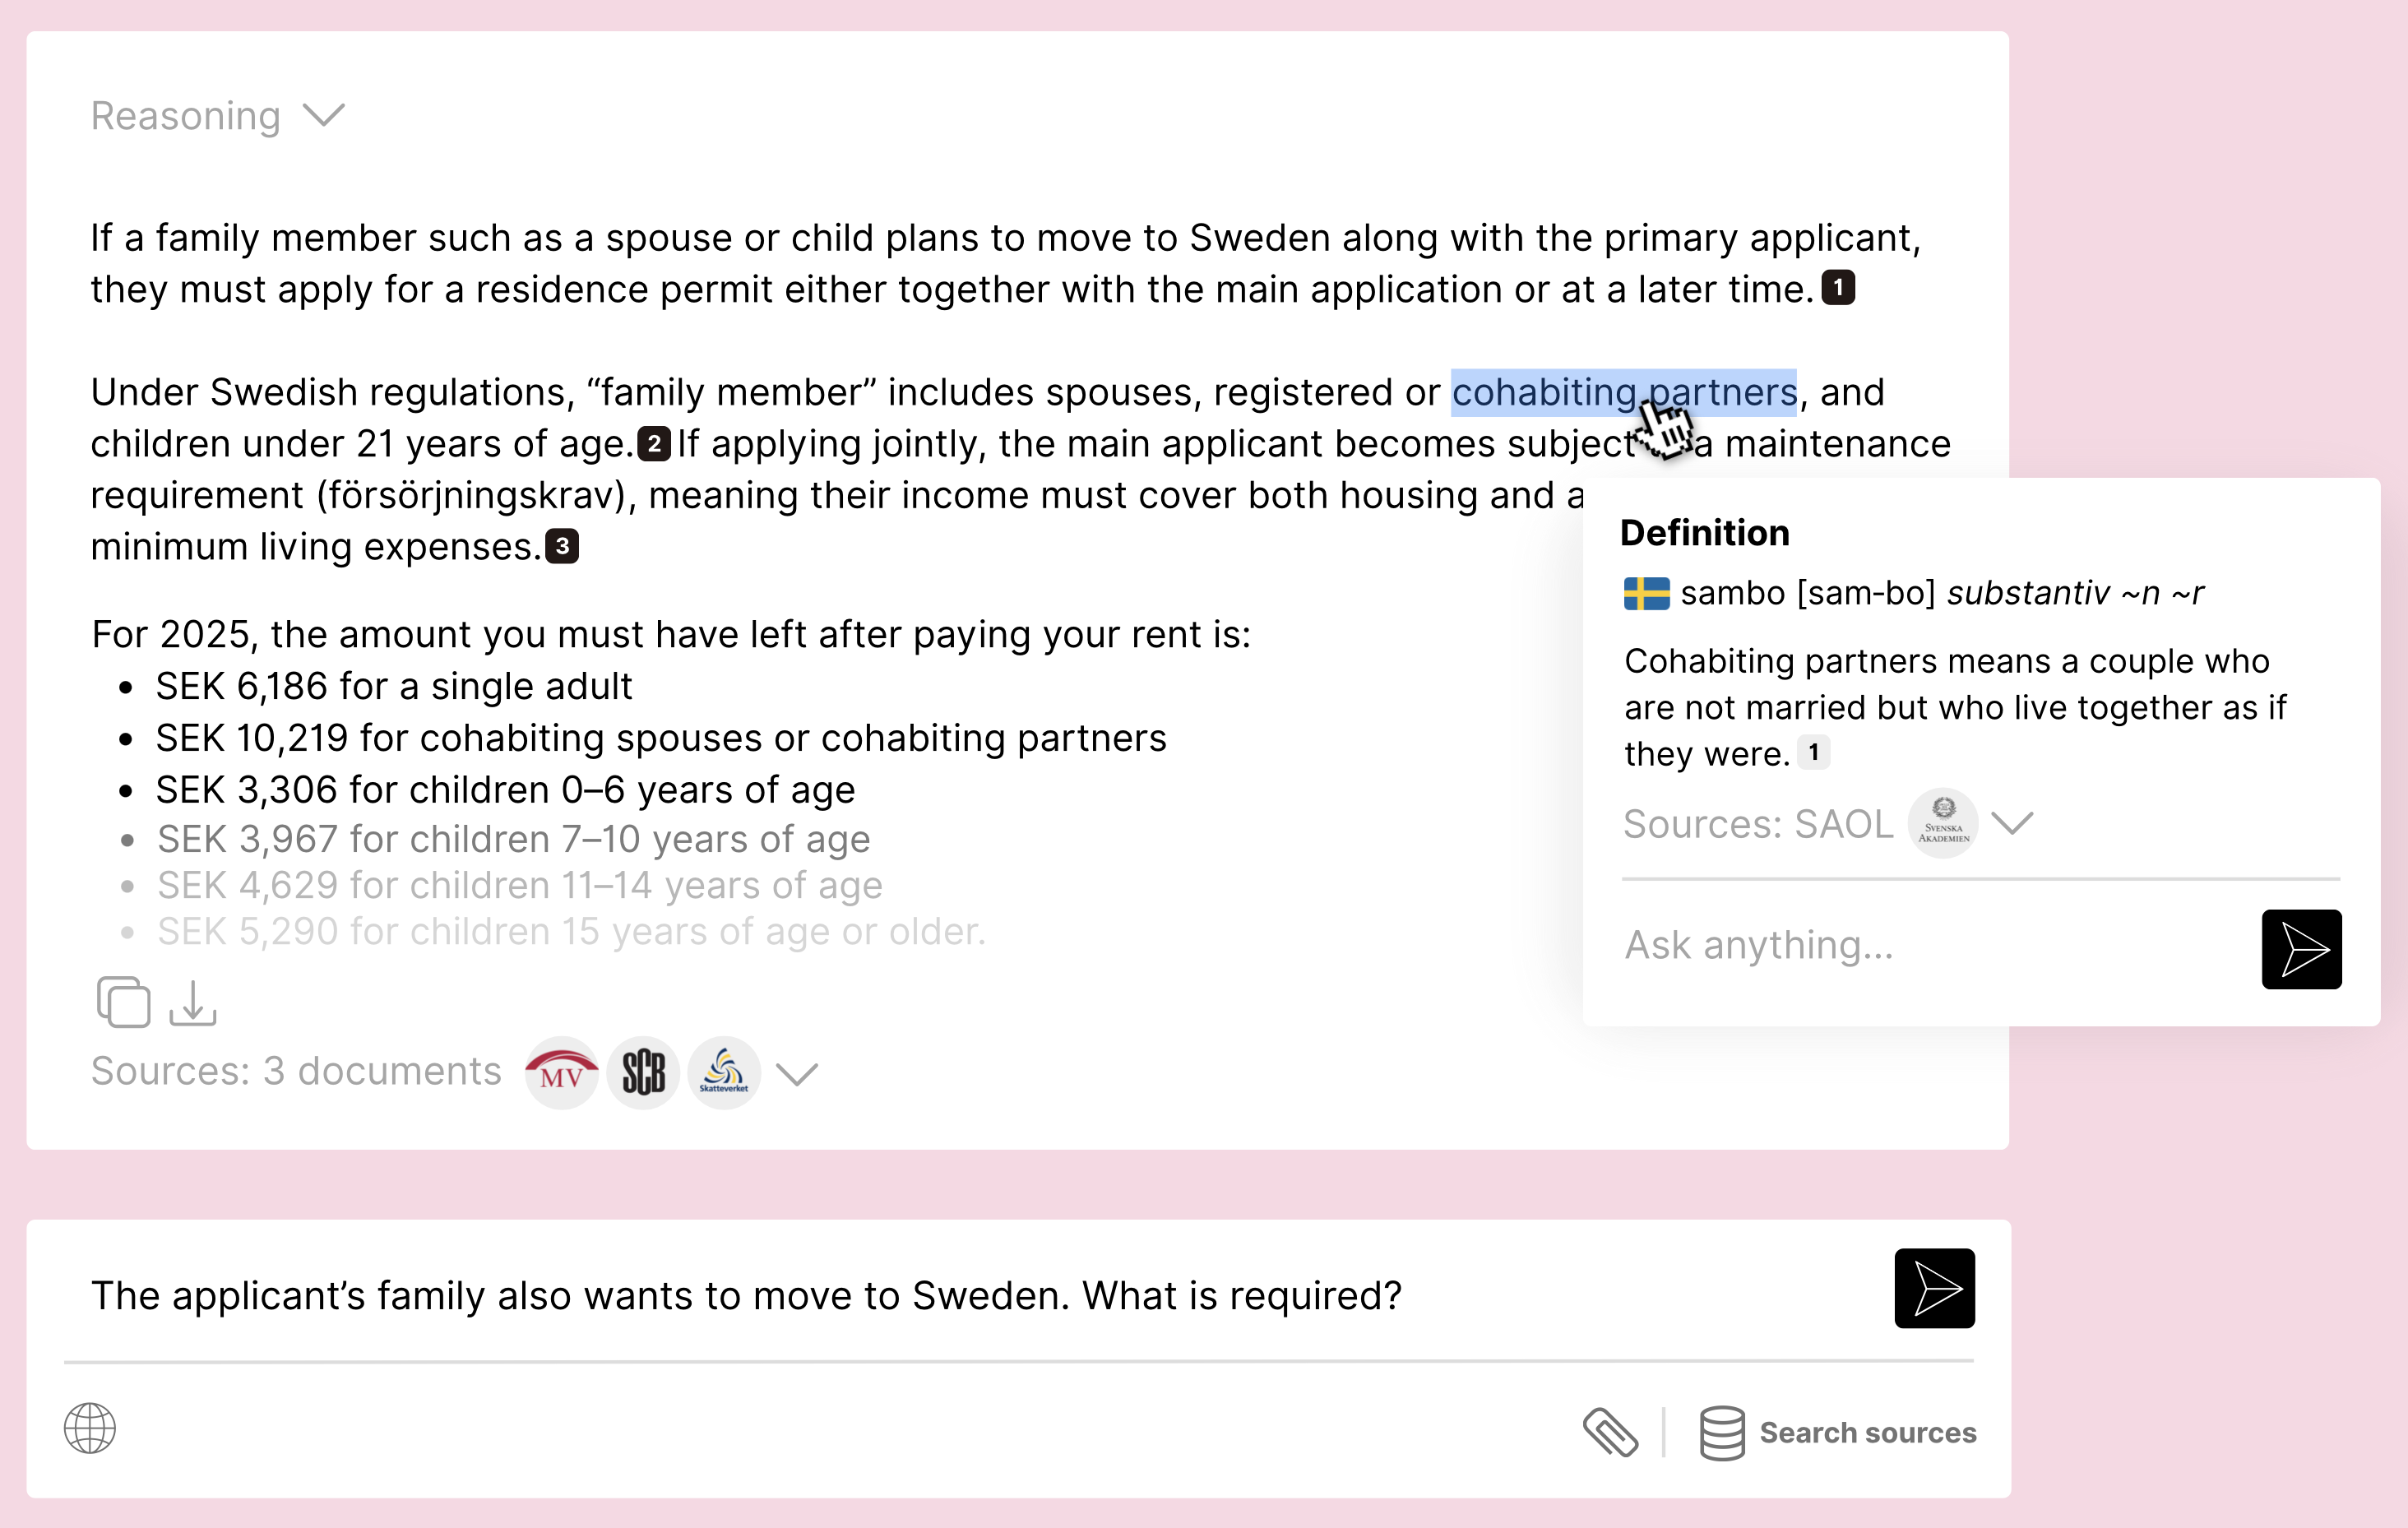 Reasoning
If a family member such as a spouse or child plans to move to Sweden along with the primary applicant,
they must apply for a residence permit either together with the main application or at a later time. 1
Under Swedish regulations, “family member” includes spouses, registered or cohabiting partners, and
children under 21 years of age. 2 If applying jointly, the main applicant becomes subject a maintenance
requirement (försörjningskrav), meaning their income must cover both housing and a
minimum living expenses. 3
For 2025, the amount you must have left after paying your rent is:
• SEK 6,186 for a single adult
• SEK 10,219 for cohabiting spouses or cohabiting partners
• SEK 3,306 for children 0–6 years of age
• SEK 3,967 for children 7–10 years of age
• SEK 4,629 for children 11–14 years of age
• SEK 5,290 for children 15 years of age or older.
Sources: 3 documents MV SCB Skatteverket
Definition
sambo [sam-bo] substantiv ~n ~r
Cohabiting partners means a couple who
are not married but who live together as if
they were. 1
Sources: SAOL SVENSKA AKADEMIEN
Ask anything...
The applicant’s family also wants to move to Sweden. What is required?
Search sources